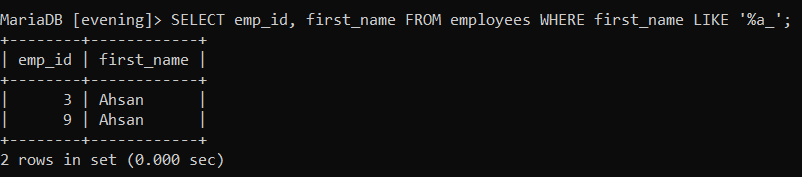 MariaDB [evening]> SELECT emp_id, first_name FROM employees WHERE first_name LIKE '%a_';
+--------+------------+
| emp_id | first_name |
+--------+------------+
|      3 | Ahsan      |
|      9 | Ahsan      |
+--------+------------+
2 rows in set (0.000 sec)